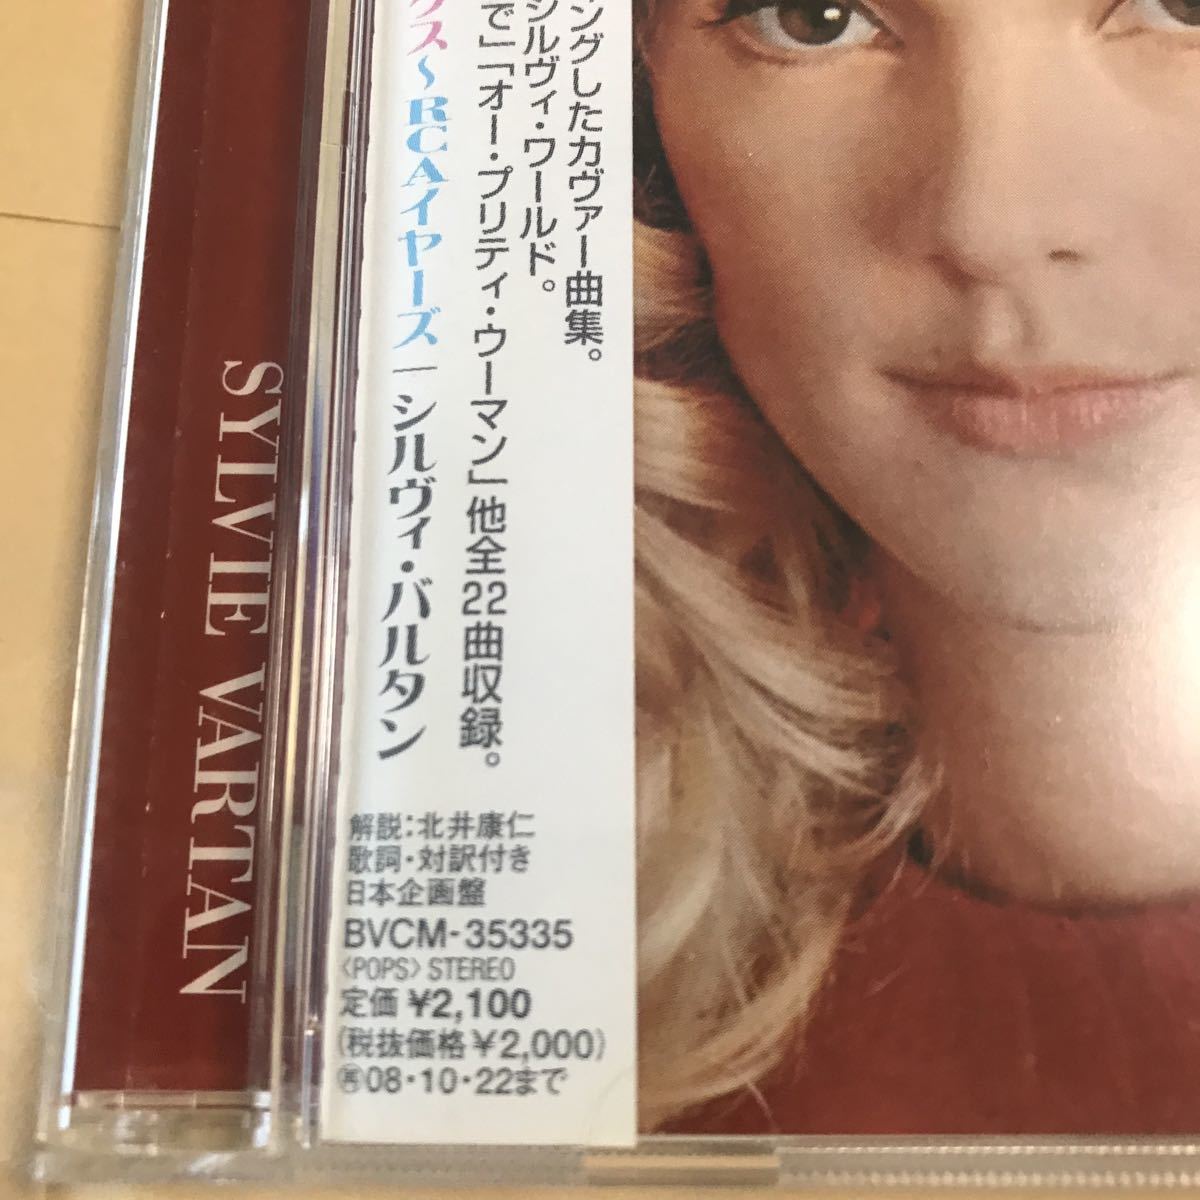 SYLVIE VARTAN
ングしたカヴァー曲集。
シルヴィ・ワールド。
で」「オー・プリティ・ウーマン」他全22曲収録。
クス〜RCAイヤーズ｜シルヴィ・バルタン
解説:北井康仁
歌詞・対訳付き
日本企画盤
BVCM-35335
〈POPS〉STEREO
定価 ¥2,100
(税抜価格¥2,000)
08・10・22まで